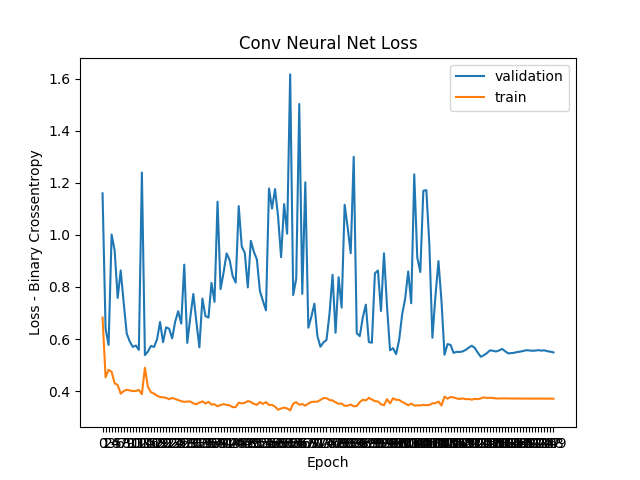 Conv Neural Net Loss
validation
train
1.6
1.4
1.2
1.0
0.8
0.6
0.4
Loss - Binary Crossentropy
Epoch